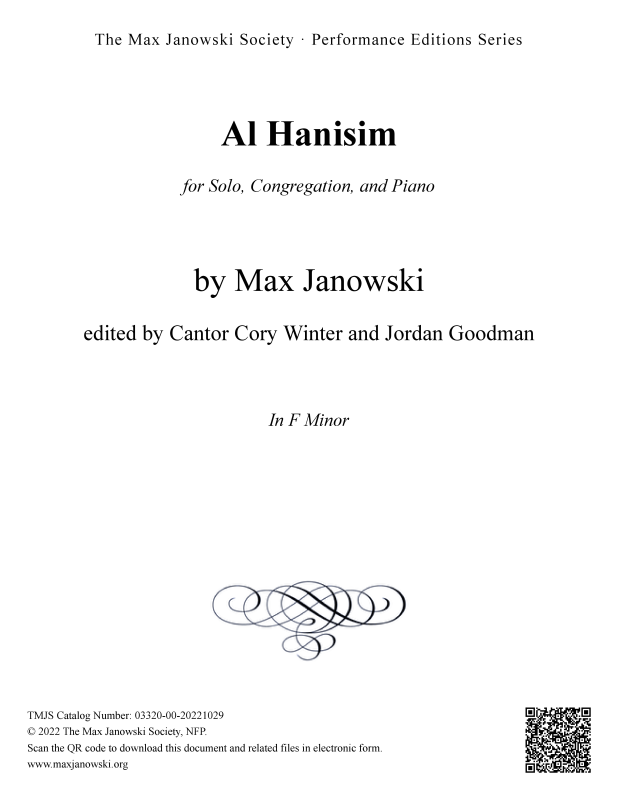 The Max Janowski Society · Performance Editions Series
Al Hanisim
for Solo, Congregation, and Piano
by Max Janowski
edited by Cantor Cory Winter and Jordan Goodman
In F Minor
TMJS Catalog Number: 03320-00-20221029
© 2022 The Max Janowski Society, NFP.
Scan the QR code to download this document and related files in electronic form.
www.maxjanowski.org